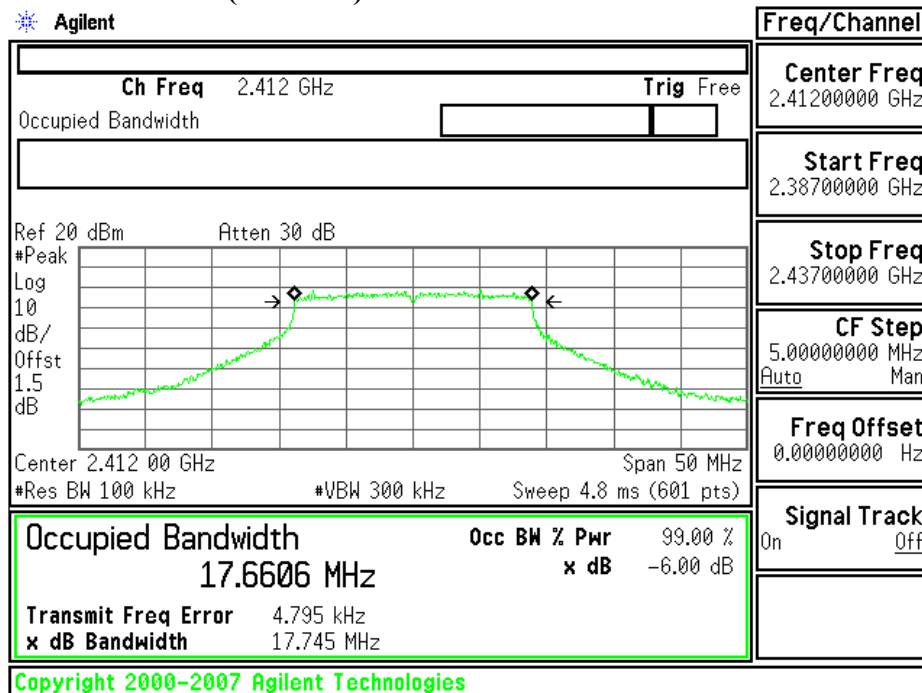 Agilent
Freq/Channel
Ch Freq 2.412 GHz Trig Free
Occupied Bandwidth
Center Freq
2.41200000 GHz
Start Freq
2.38700000 GHz
Stop Freq
2.43700000 GHz
CF Step
5.00000000 MHz
Auto Man
Freq Offset
0.00000000 Hz
Signal Track
On Off
Ref 20 dBm Atten 30 dB
#Peak
Log
10
dB/
Offst
1.5
dB
Center 2.412 00 GHz Span 50 MHz
#Res BW 100 kHz #VBW 300 kHz Sweep 4.8 ms (601 pts)
Occupied Bandwidth Occ BW % Pwr 99.00 %
17.6606 MHz x dB -6.00 dB
Transmit Freq Error 4.795 kHz
x dB Bandwidth 17.745 MHz
Copyright 2000-2007 Agilent Technologies